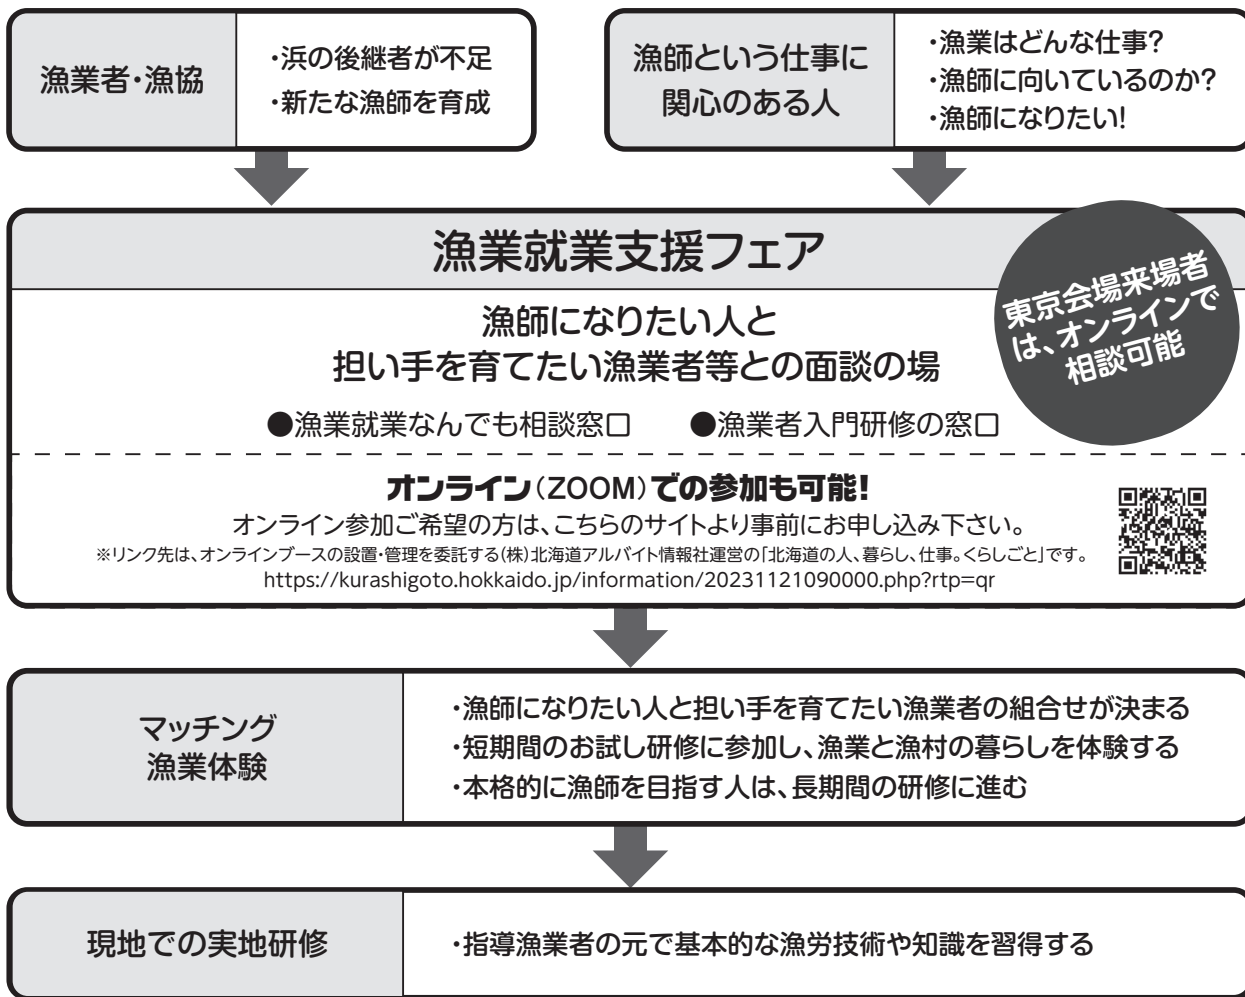 漁業者・漁協
・浜の後継者が不足
・新たな漁師を育成
漁師という仕事に
関心のある人
・漁業はどんな仕事?
・漁師に向いているのか?
・漁師になりたい!
漁業就業支援フェア
東京会場来場者
は、オンラインで
相談可能
漁師になりたい人と
担い手を育てたい漁業者等との面談の場
●漁業就業なんでも相談窓口 ●漁業者入門研修の窓口
オンライン(ZOOM)での参加も可能!
オンライン参加ご希望の方は、こちらのサイトより事前にお申し込み下さい。
※リンク先は、オンラインブースの設置・管理を委託する(株)北海道アルバイト情報社運営の「北海道の人、暮らし、仕事。くらしごと」です。
https://kurashigoto.hokkaido.jp/information/20231121090000.php?rtp=qr
マッチング
漁業体験
・漁師になりたい人と担い手を育てたい漁業者の組合せが決まる
・短期間のお試し研修に参加し、漁業と漁村の暮らしを体験する
・本格的に漁師を目指す人は、長期間の研修に進む
現地での実地研修
・指導漁業者の元で基本的な漁労技術や知識を習得する